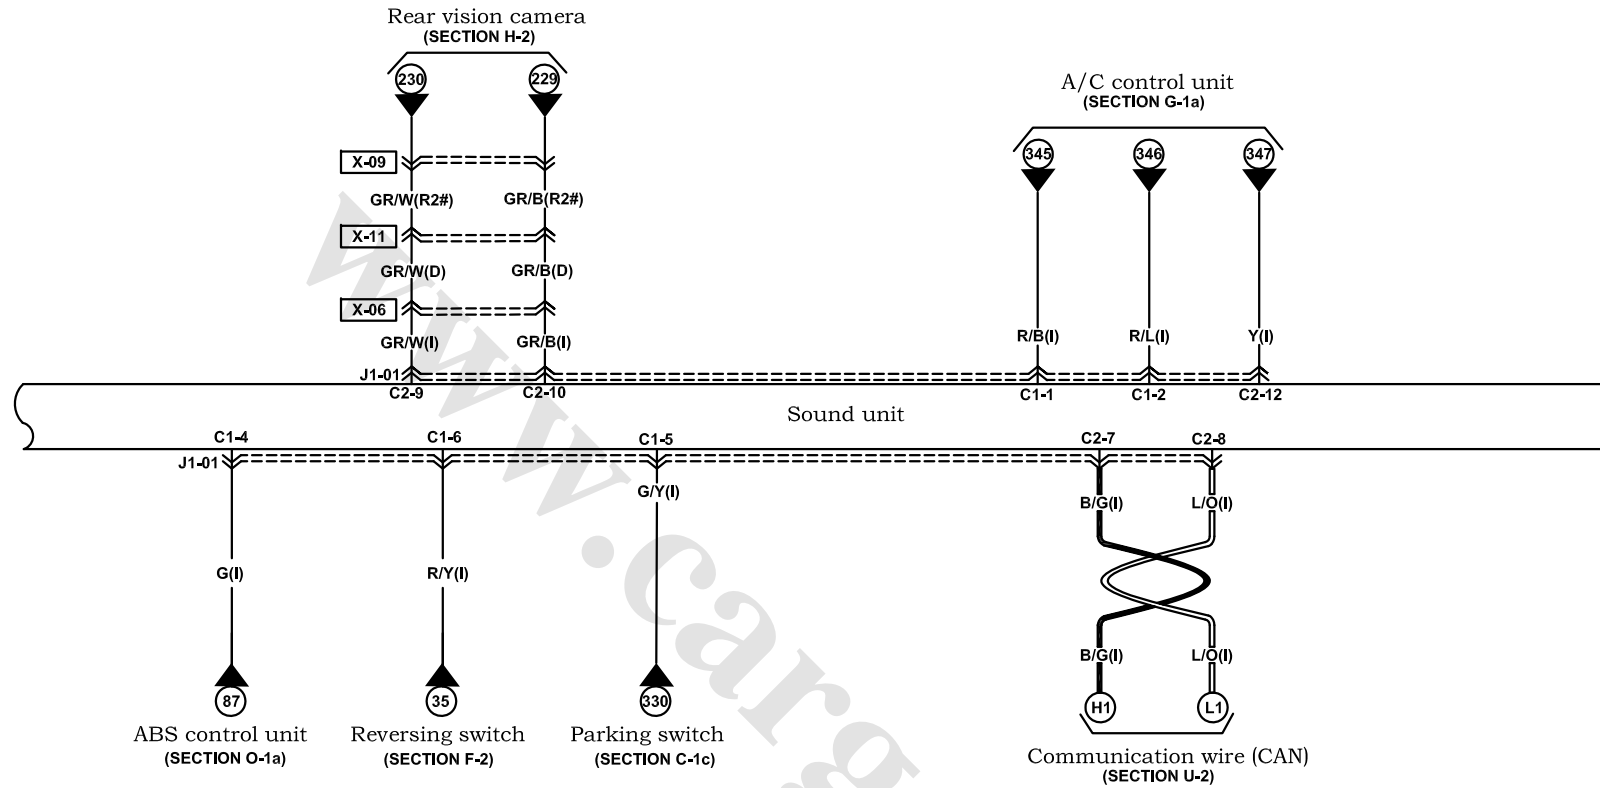 Rear vision camera
(SECTION H-2)
230 229
A/C control unit
(SECTION G-1a)
345 346 347
X-09
GR/W(R2#) GR/B(R2#)
X-11
GR/W(D) GR/B(D)
X-06
GR/W(I) GR/B(I) R/B(I) R/L(I) Y(I)
J1-01
C2-9 C2-10 C1-1 C1-2 C2-12
Sound unit
C1-4 C1-6 C1-5 C2-7 C2-8
J1-01
G/Y(I) B/G(I) L/O(I)
G(I) R/Y(I)
B/G(I) L/O(I)
87 35 330 H1 L1
ABS control unit
(SECTION O-1a)
Reversing switch
(SECTION F-2)
Parking switch
(SECTION C-1c)
Communication wire (CAN)
(SECTION U-2)
www.carg